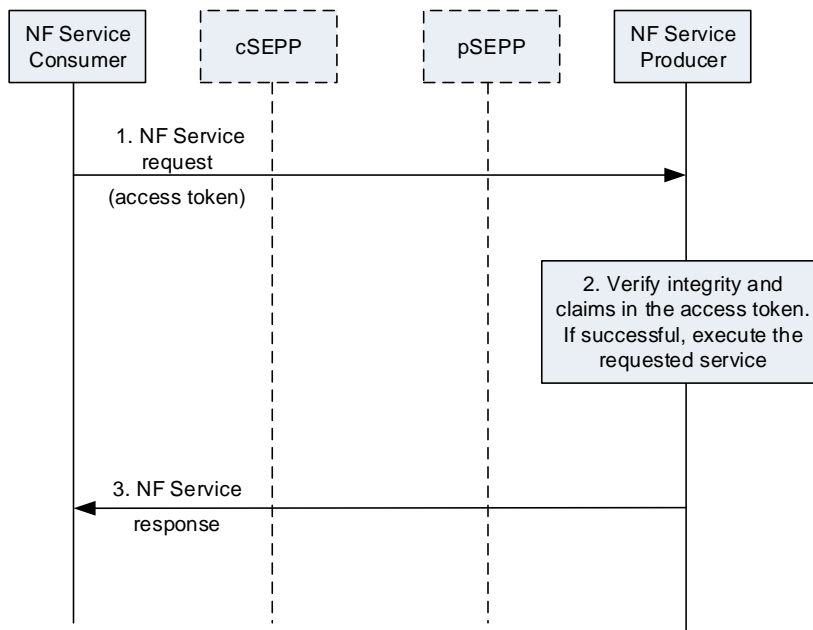 NF Service
Consumer
cSEPP
pSEPP
NF Service
Producer
1. NF Service
request
(access token)
2. Verify integrity and
claims in the access token.
If successful, execute the
requested service
3. NF Service
response